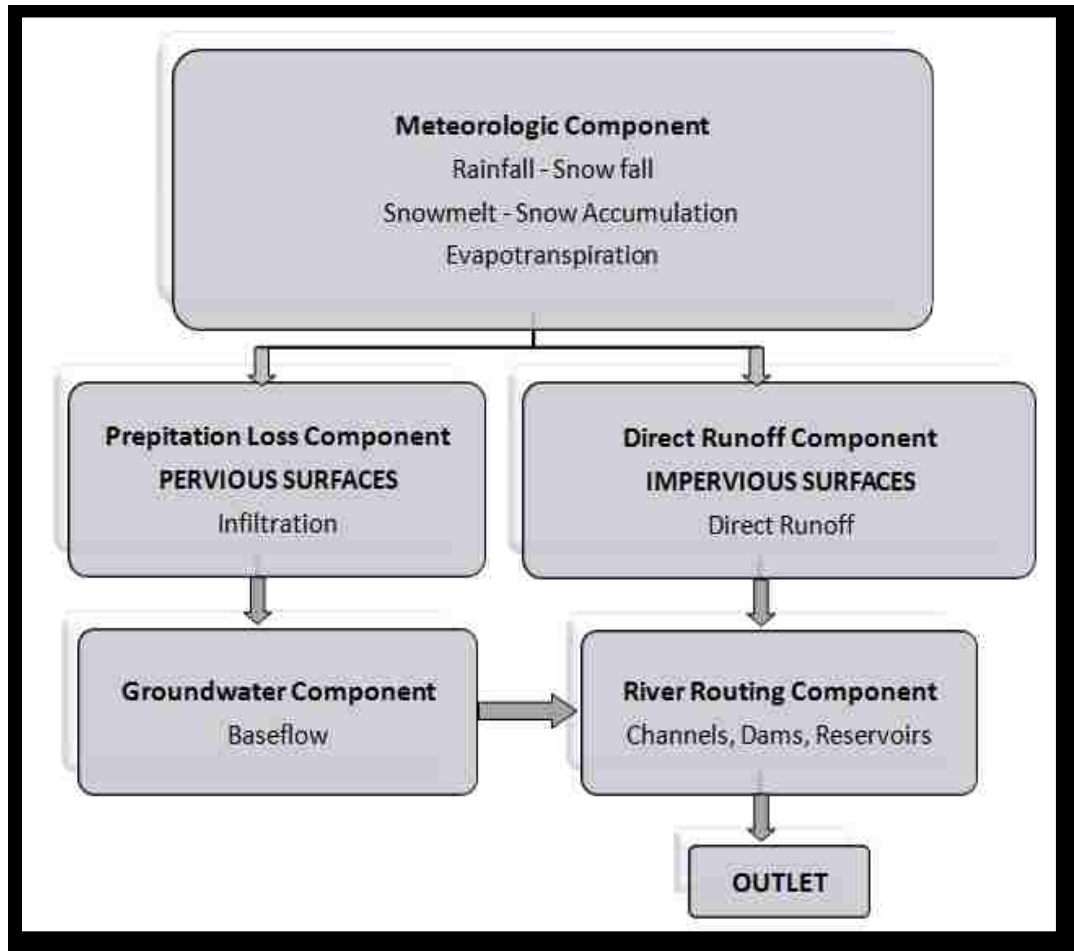 Meteorologic Component
Rainfall - Snow fall
Snowmelt - Snow Accumulation
Evapotranspiration
Prepitation Loss Component
PERVIOUS SURFACES
Infiltration
Direct Runoff Component
IMPERVIOUS SURFACES
Direct Runoff
Groundwater Component
Baseflow
River Routing Component
Channels, Dams, Reservoirs
OUTLET